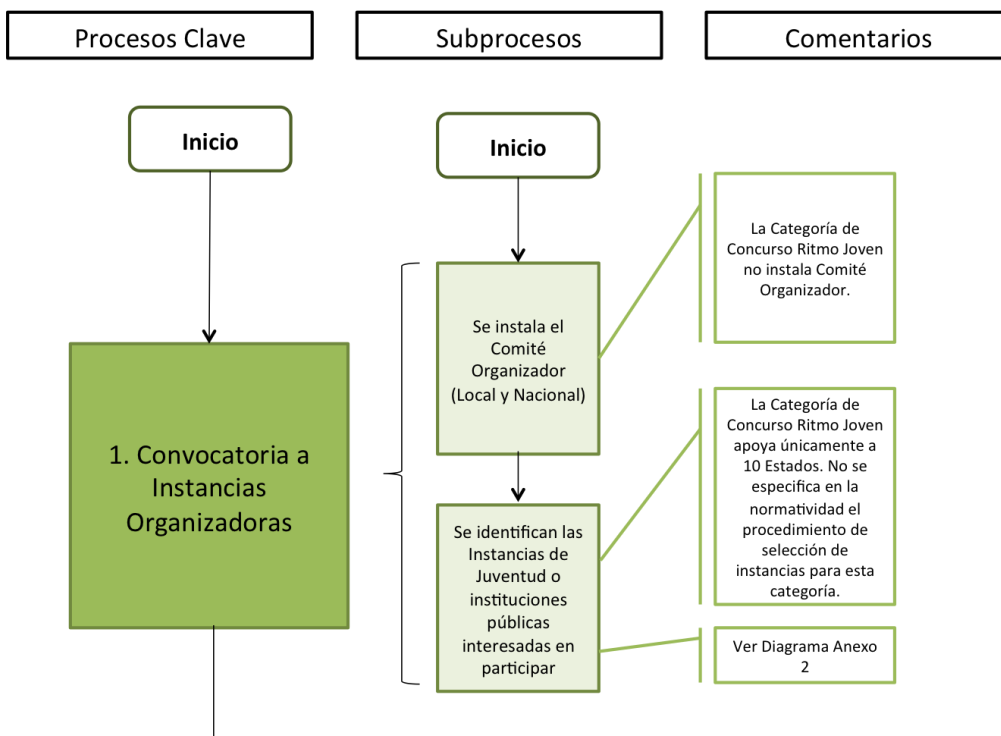 Procesos Clave
Subprocesos
Comentarios
Inicio
Inicio
1. Convocatoria a
Instancias
Organizadoras
Se instala el
Comité
Organizador
(Local y Nacional)
La Categoría de
Concurso Ritmo Joven
no instala Comité
Organizador.
Se identifican las
Instancias de
Juventud o
instituciones
públicas
interesadas en
participar
La Categoría de
Concurso Ritmo Joven
apoya únicamente a
10 Estados. No se
especifica en la
normatividad el
procedimiento de
selección de
instancias para esta
categoría.
Ver Diagrama Anexo
2